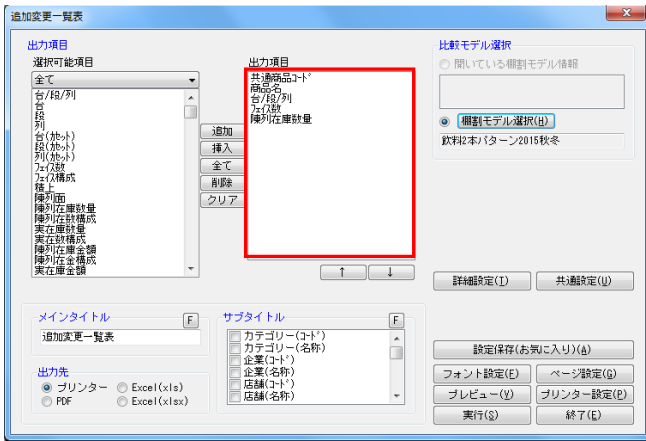 追加変更一覧表
出力項目
選択可能項目
全て
台/段/列
台
段
列
台(ｶｾｯﾄ)
段(ｶｾｯﾄ)
列(ｶｾｯﾄ)
ﾌｪｲｽ数
ﾌｪｲｽ構成
積上
陳列面
陳列在庫数量
陳列在数構成
実在庫数量
実在数構成
陳列在庫金額
陳列在金構成
実在庫金額
追加
挿入
全て
削除
クリア
出力項目
共通商品ｺｰﾄﾞ
商品名
台/段/列
ﾌｪｲｽ数
陳列在庫数量
↑
↓
比較モデル選択
開いている棚割モデル情報
棚割モデル選択(H)
飲料2本パターン2015秋冬
詳細設定(I)
共通設定(U)
メインタイトル
F
追加変更一覧表
出力先
プリンター
Excel(xls)
PDF
Excel(xlsx)
サブタイトル
F
カテゴリー(ｺｰﾄﾞ)
カテゴリー(名称)
企業(ｺｰﾄﾞ)
企業(名称)
店舗(ｺｰﾄﾞ)
店舗(名称)
設定保存(お気に入り)(A)
フォント設定(F)
ページ設定(G)
プレビュー(V)
プリンター設定(P)
実行(S)
終了(E)